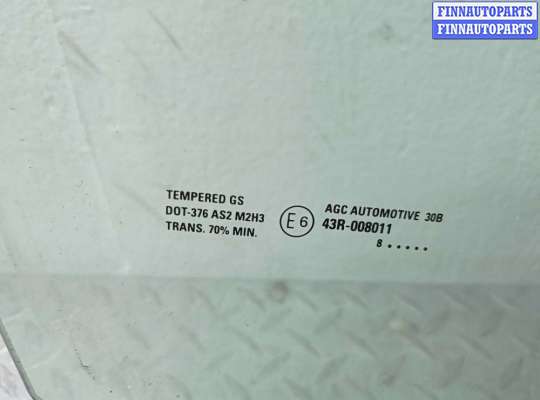 FINNAUTOPARTS
FINNAUTOPARTS
TEMPERED GS
DOT-376 AS2 M2H3
TRANS. 70% MIN.
E6
AGC AUTOMOTIVE 30B
43R-008011
8 .....